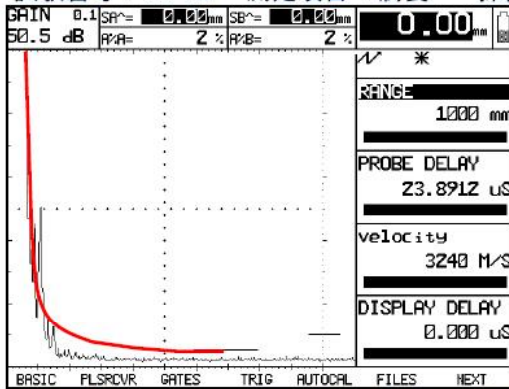 GAIN 0.1 SA^= 0.00mm SB^= 0.00mm 0.00mm
50.5 dB A%A= 2 % A%B= 2 %
RANGE
1000 mm
PROBE DELAY
23.8912 uS
velocity
3240 M/S
DISPLAY DELAY
0.000 uS
BASIC PLSRCVR GATES TRIG AUTOCAL FILES NEXT